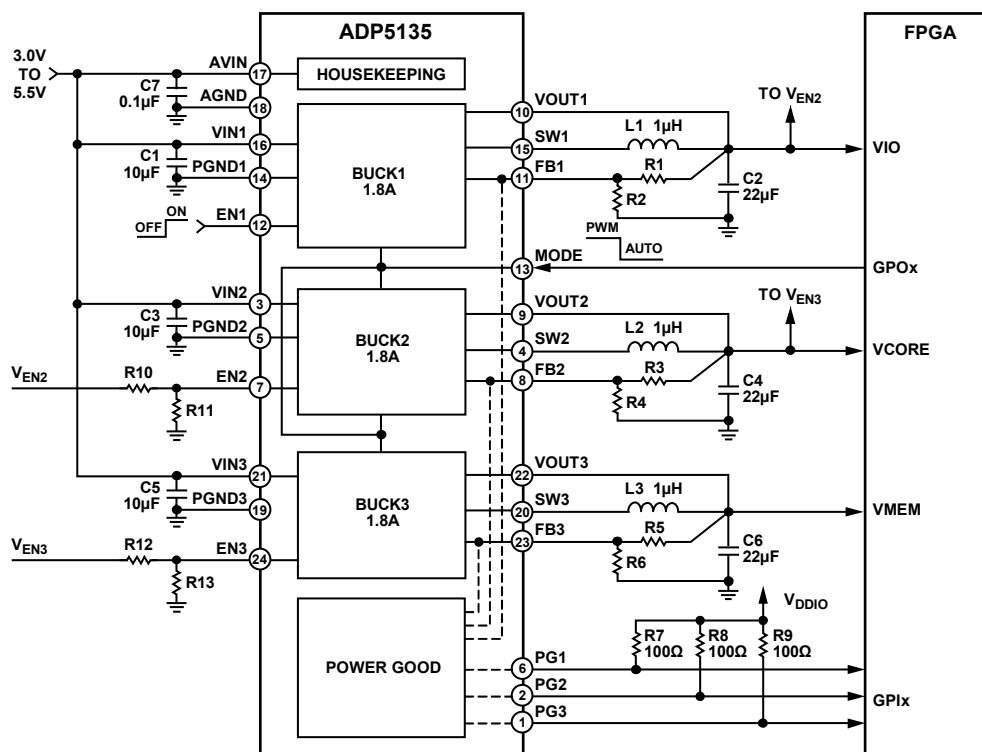 ADP5135
FPGA
3.0V
TO
5.5V
AVIN
17
HOUSEKEEPING
C7
0.1µF
AGND
18
VIN1
16
C1
10µF
PGND1
14
BUCK1
1.8A
OFF
ON
EN1
12
10
VOUT1
15
SW1
L1 1µH
11
FB1
R1
R2
TO VEN2
C2
22µF
VIO
PWM
AUTO
13
MODE
GPOx
VIN2
3
C3
10µF
PGND2
5
BUCK2
1.8A
VEN2
R10
R11
EN2
7
9
VOUT2
4
SW2
L2 1µH
8
FB2
R3
R4
TO VEN3
C4
22µF
VCORE
VIN3
21
C5
10µF
PGND3
19
BUCK3
1.8A
VEN3
R12
R13
EN3
24
22
VOUT3
20
SW3
L3 1µH
23
FB3
R5
R6
C6
22µF
VMEM
VDDIO
R7
100Ω
R8
100Ω
R9
100Ω
POWER GOOD
6
PG1
2
PG2
1
PG3
GPIx